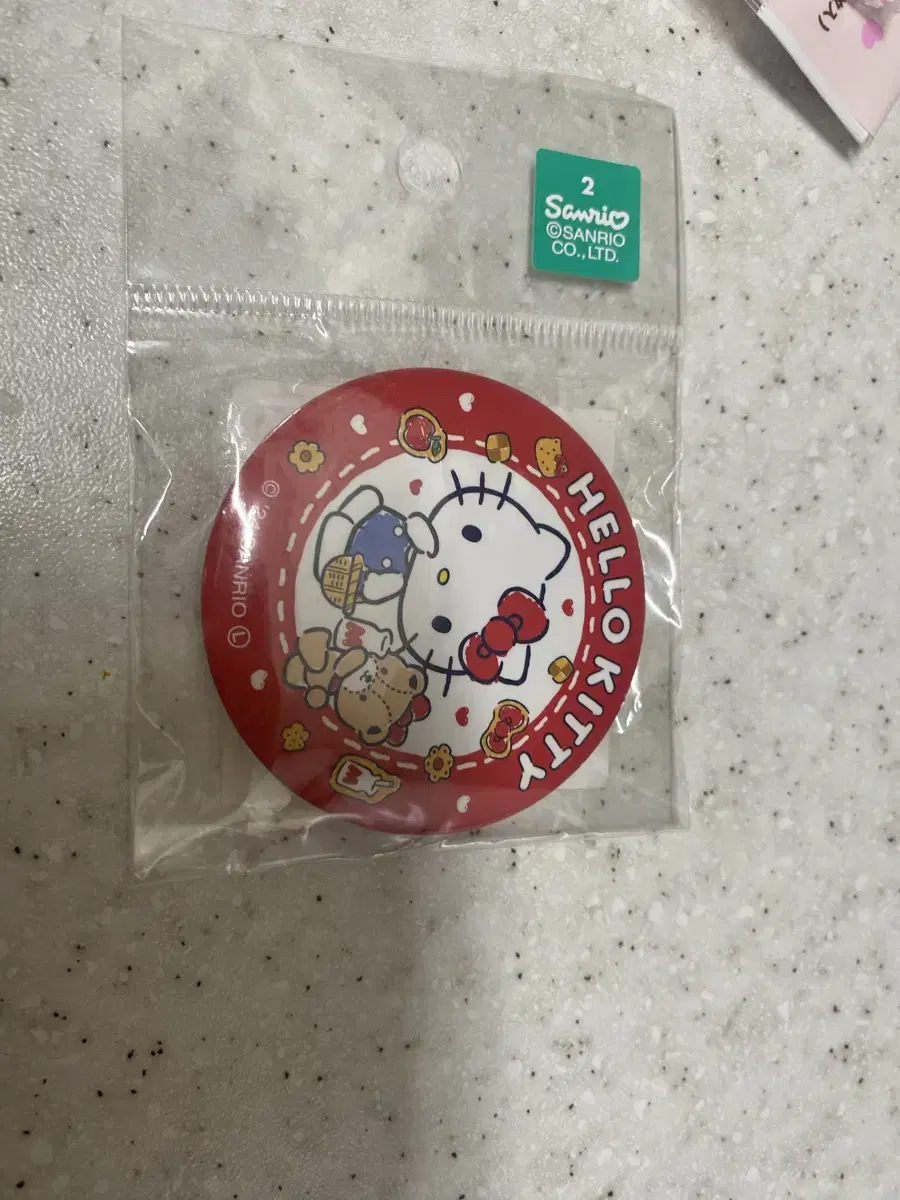 2
Sanrio
©SANRIO
CO.,LTD.
HELLO KITTY
SANRIO Ⓛ